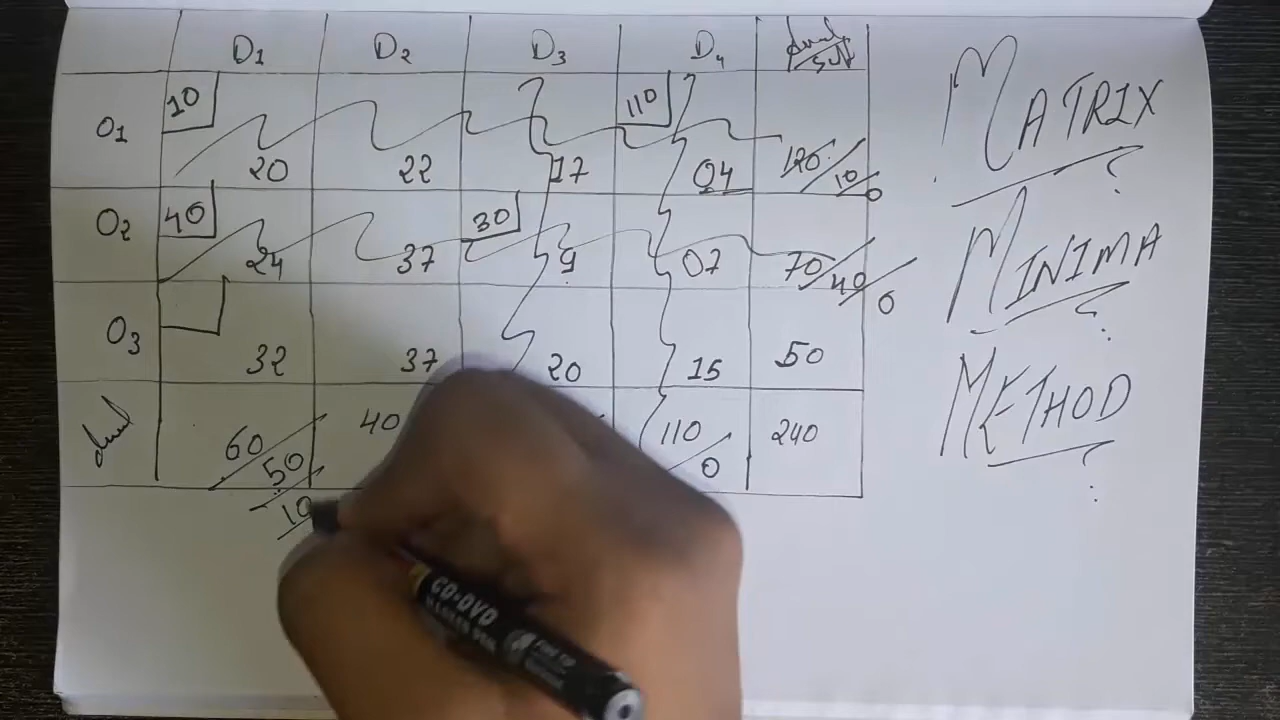 D1 D2 D3 D4
10 110
O1 20 22 17 04 120 10 0
40 30
O2 24 37 9 07 70 40 0
O3 32 37 20 15 50
60 40 110 240
50 0
10
MATRIX
MINIMA
METHOD
CD-DVD